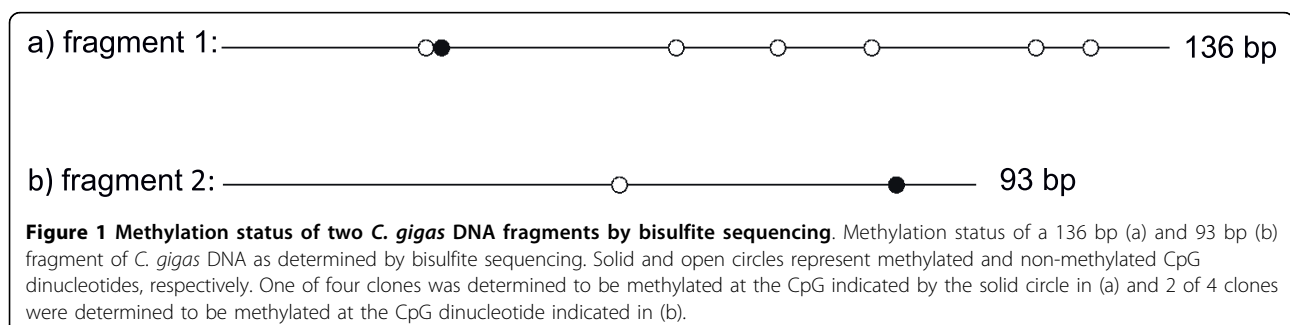 a) fragment 1: 136 bp
b) fragment 2: 93 bp
Figure 1 Methylation status of two C. gigas DNA fragments by bisulfite sequencing. Methylation status of a 136 bp (a) and 93 bp (b)
fragment of C. gigas DNA as determined by bisulfite sequencing. Solid and open circles represent methylated and non-methylated CpG
dinucleotides, respectively. One of four clones was determined to be methylated at the CpG indicated by the solid circle in (a) and 2 of 4 clones
were determined to be methylated at the CpG dinucleotide indicated in (b).